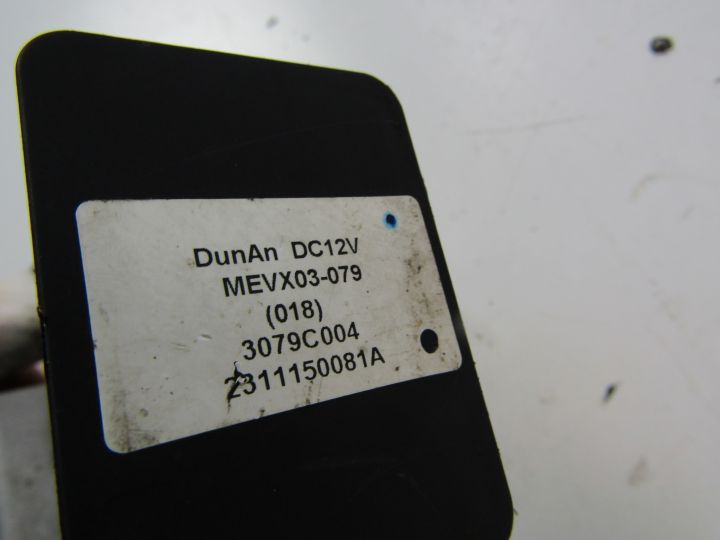 DunAn DC12V
MEVX03-079
(018)
3079C004
2311150081A